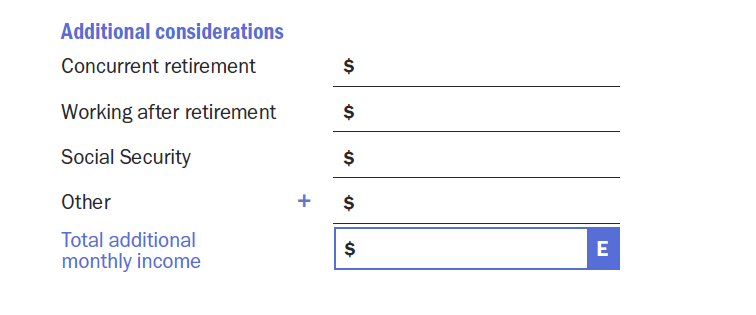 Additional considerations
Concurrent retirement $
Working after retirement $
Social Security $
Other + $
Total additional
monthly income $ E